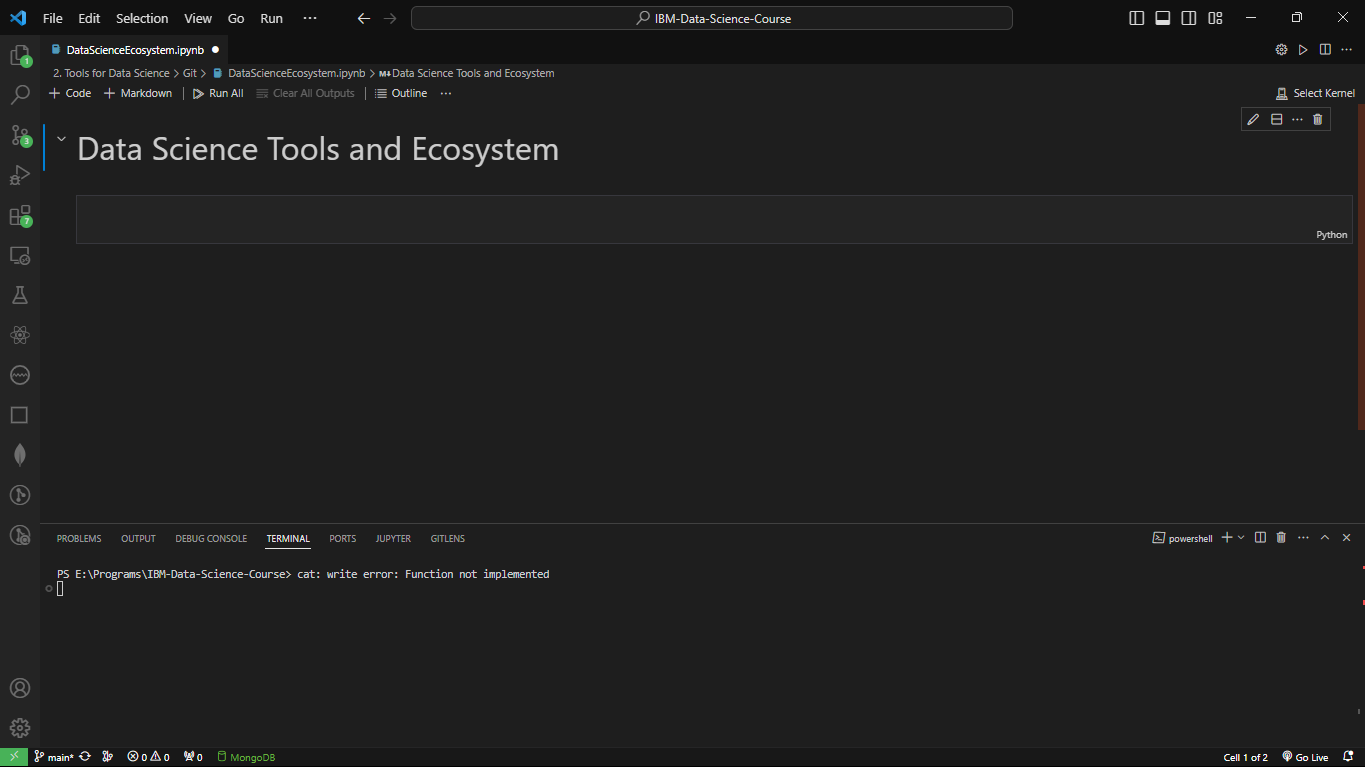 File Edit Selection View Go Run ··· IBM-Data-Science-Course
DataScienceEcosystem.ipynb
2. Tools for Data Science > Git > DataScienceEcosystem.ipynb > M↓Data Science Tools and Ecosystem
+ Code + Markdown | Run All Clear All Outputs | Outline ··· Select Kernel
Data Science Tools and Ecosystem
Python
1
3
7
PROBLEMS OUTPUT DEBUG CONSOLE TERMINAL PORTS JUPYTER GITLENS powershell
PS E:\Programs\IBM-Data-Science-Course> cat: write error: Function not implemented
main* 0 0 0 MongoDB Cell 1 of 2 Go Live